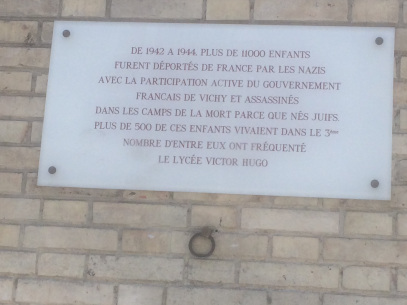 DE 1942 A 1944, PLUS DE 11000 ENFANTS
FURENT DÉPORTÉS DE FRANCE PAR LES NAZIS
AVEC LA PARTICIPATION ACTIVE DU GOUVERNEMENT
FRANCAIS DE VICHY ET ASSASSINÉS
DANS LES CAMPS DE LA MORT PARCE QUE NÉS JUIFS.
PLUS DE 500 DE CES ENFANTS VIVAIENT DANS LE 3ème
NOMBRE D'ENTRE EUX ONT FRÉQUENTÉ
LE LYCÉE VICTOR HUGO